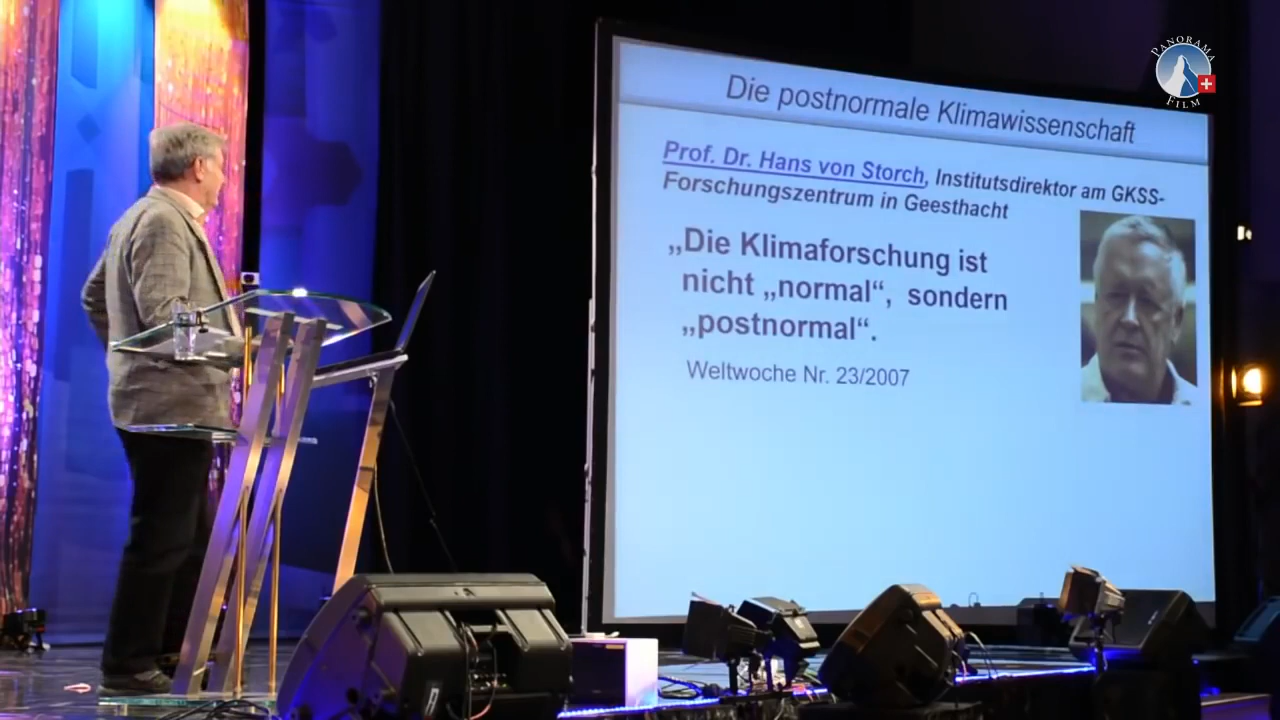 PANORAMA
FILM
Die postnormale Klimawissenschaft
Prof. Dr. Hans von Storch, Institutsdirektor am GKSS-
Forschungszentrum in Geesthacht
„Die Klimaforschung ist
nicht „normal“, sondern
„postnormal“.
Weltwoche Nr. 23/2007